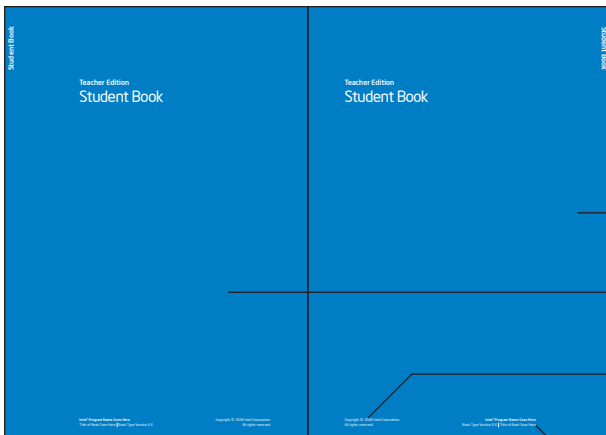 Student Book
Teacher Edition
Student Book
Intel® Program Name Goes Here
Title of Book Goes Here | Book Type Version X.X
Copyright © 2008 Intel Corporation.
All rights reserved.
Teacher Edition
Student Book
Copyright © 2008 Intel Corporation.
All rights reserved.
Intel® Program Name Goes Here
Book Type Version X.X | Title of Book Goes Here
Student Book